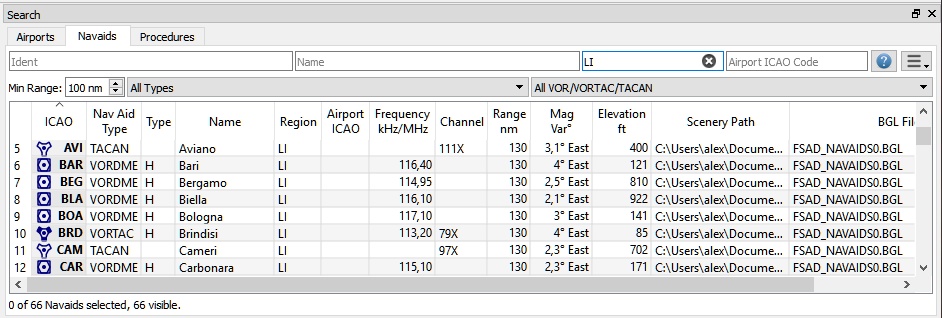 Search
Airports Navaids Procedures
Ident Name LI Airport ICAO Code ?
Min Range: 100 nm All Types All VOR/VORTAC/TACAN
ICAO Nav Aid Type Type Name Region Airport ICAO Frequency kHz/MHz Channel Range nm Mag Var° Elevation ft Scenery Path BGL Fil
5 AVI TACAN Aviano LI 111X 130 3,1° East 400 C:\Users\alex\Docume... FSAD_NAVAIDS0.BGL
6 BAR VORDME H Bari LI 116,40 130 4° East 121 C:\Users\alex\Docume... FSAD_NAVAIDS0.BGL
7 BEG VORDME H Bergamo LI 114,95 130 2,5° East 810 C:\Users\alex\Docume... FSAD_NAVAIDS0.BGL
8 BLA VORDME H Biella LI 116,10 130 2,1° East 922 C:\Users\alex\Docume... FSAD_NAVAIDS0.BGL
9 BOA VORDME H Bologna LI 117,10 130 3° East 141 C:\Users\alex\Docume... FSAD_NAVAIDS0.BGL
10 BRD VORTAC H Brindisi LI 113,20 79X 130 4° East 85 C:\Users\alex\Docume... FSAD_NAVAIDS0.BGL
11 CAM TACAN Cameri LI 97X 130 2,3° East 702 C:\Users\alex\Docume... FSAD_NAVAIDS0.BGL
12 CAR VORDME H Carbonara LI 115,10 130 2,3° East 171 C:\Users\alex\Docume... FSAD_NAVAIDS0.BGL
0 of 66 Navaids selected, 66 visible.